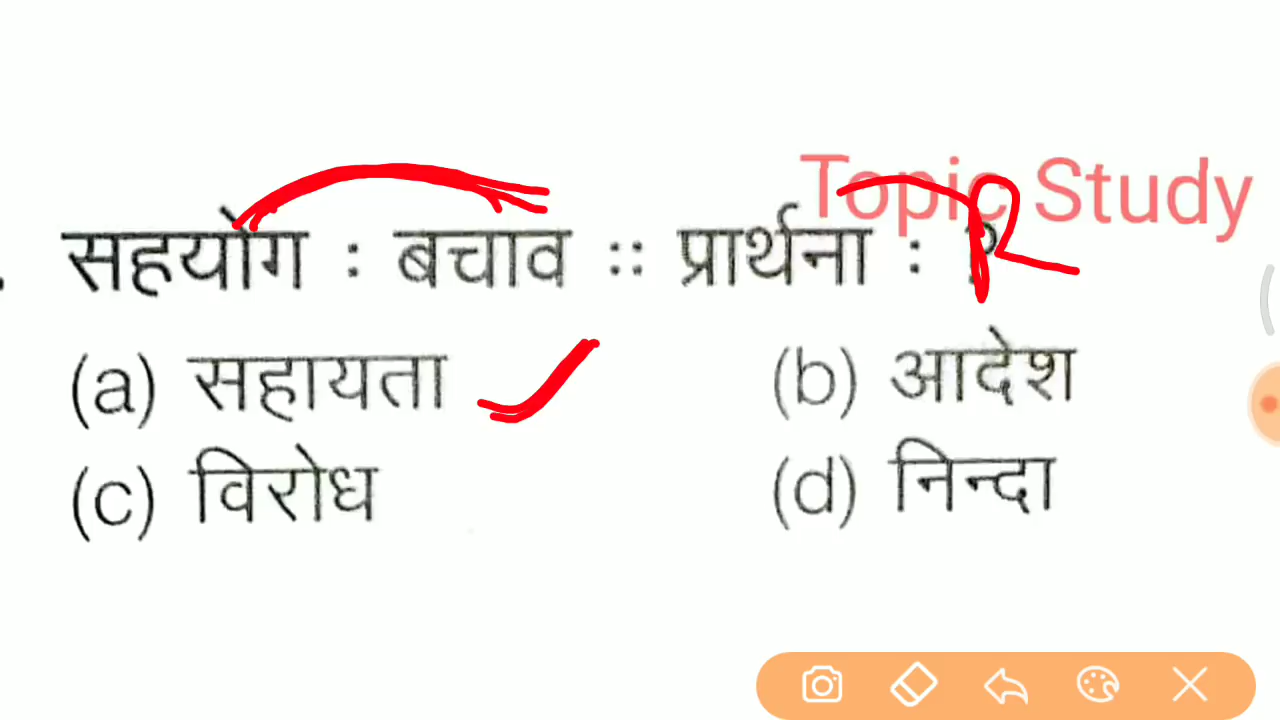 Topic Study
. सहयोग : बचाव :: प्रार्थना : ?
(a) सहायता (b) आदेश
(c) विरोध (d) निन्दा